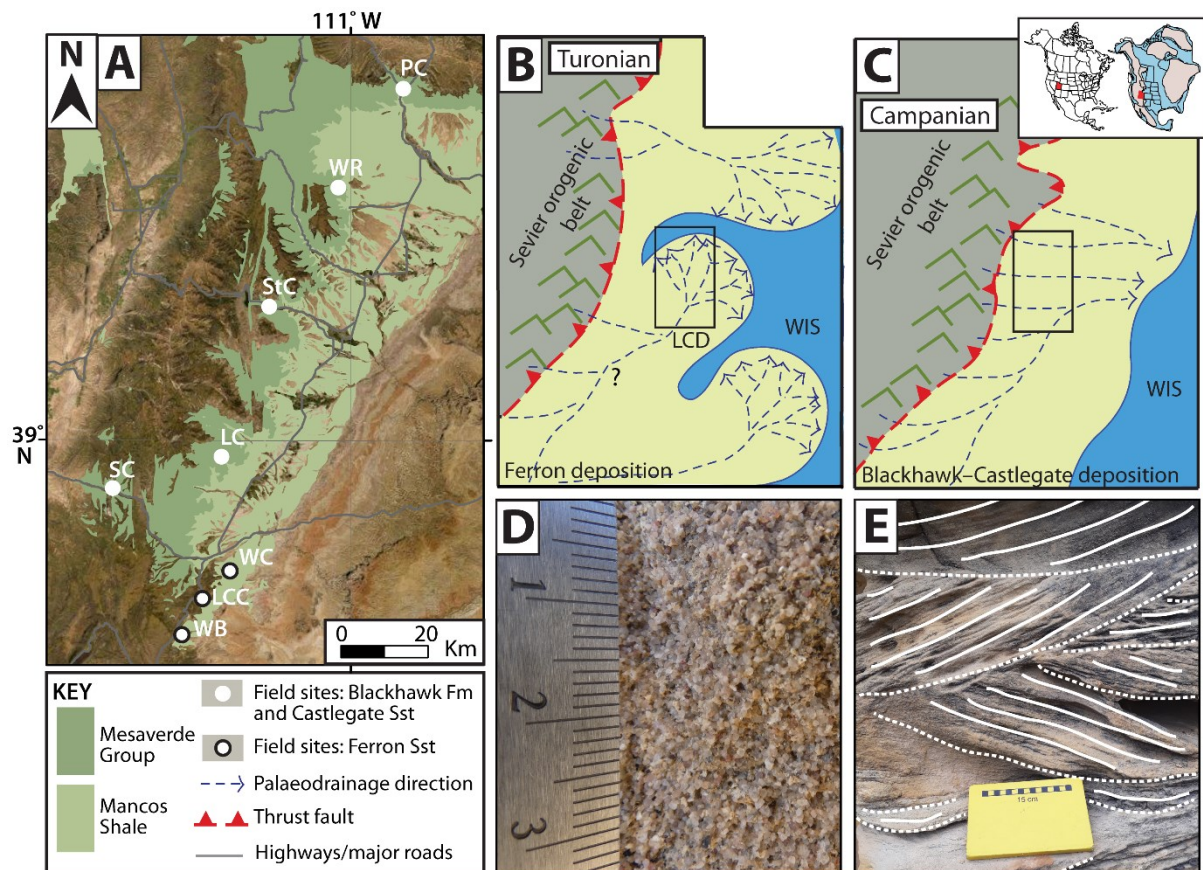 111° W
N
A
PC
WR
StC
39°
N
LC
SC
WC
LCC
WB
0 20
Km
B
Turonian
Sevier orogenic
belt
LCD
WIS
?
Ferron deposition
C
Campanian
Sevier orogenic
belt
WIS
Blackhawk–Castlegate deposition
KEY
Mesaverde
Group
Mancos
Shale
Field sites: Blackhawk Fm
and Castlegate Sst
Field sites: Ferron Sst
Palaeodrainage direction
Thrust fault
Highways/major roads
D
1
2
3
E
15 cm